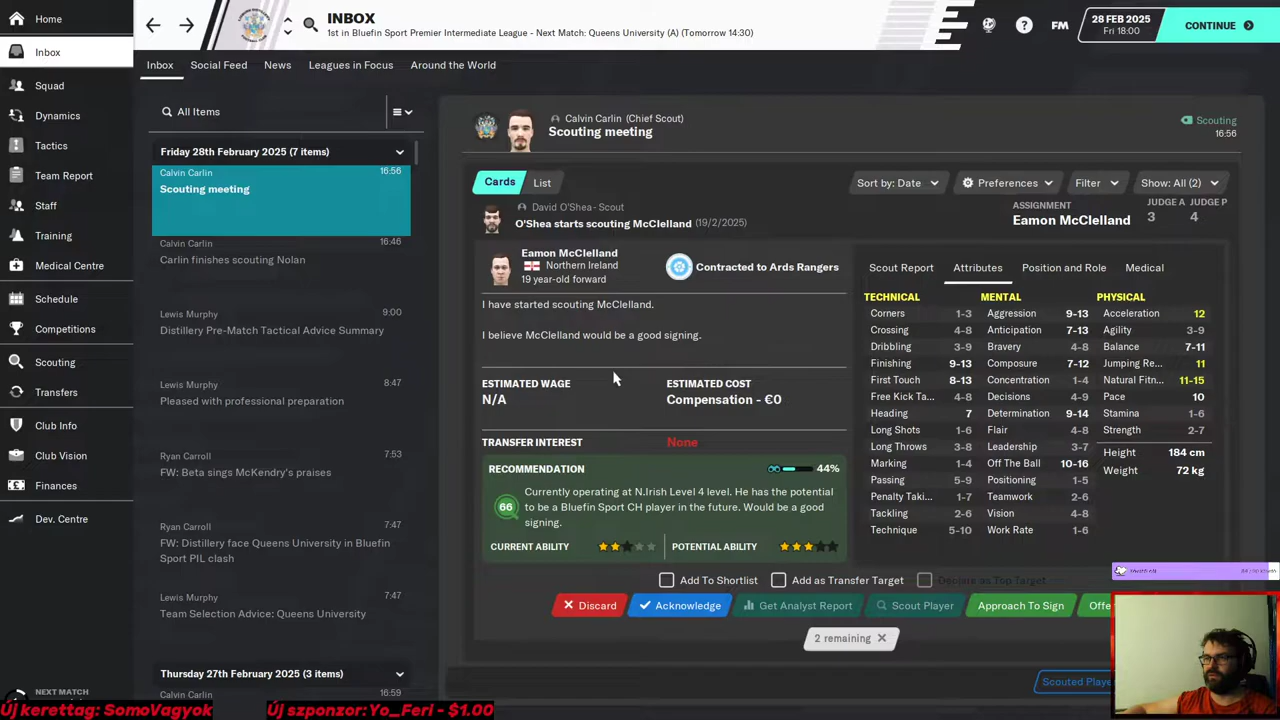 Home
INBOX
1st in Bluefin Sport Premier Intermediate League - Next Match: Queens University (A) (Tomorrow 14:30)
FM
28 FEB 2025
Fri 18:00
CONTINUE
Inbox
Squad
Dynamics
Tactics
Team Report
Staff
Training
Medical Centre
Schedule
Competitions
Scouting
Transfers
Club Info
Club Vision
Finances
Dev. Centre
NEXT MATCH
Inbox Social Feed News Leagues in Focus Around the World
All Items
Friday 28th February 2025 (7 items)
Calvin Carlin 16:56
Scouting meeting
Calvin Carlin 16:46
Carlin finishes scouting Nolan
Lewis Murphy 9:00
Distillery Pre-Match Tactical Advice Summary
Lewis Murphy 8:47
Pleased with professional preparation
Ryan Carroll 7:53
FW: Beta sings McKendry's praises
Ryan Carroll 7:47
FW: Distillery face Queens University in Bluefin Sport PIL clash
Lewis Murphy 7:47
Team Selection Advice: Queens University
Thursday 27th February 2025 (3 items)
Calvin Carlin 16:59
Calvin Carlin (Chief Scout)
Scouting meeting
Scouting
16:56
Cards List
Sort by: Date Preferences Filter Show: All (2)
David O'Shea - Scout
O'Shea starts scouting McClelland (19/2/2025)
ASSIGNMENT
Eamon McClelland
JUDGE A
3
JUDGE P
4
Eamon McClelland
Northern Ireland
19 year-old forward
Contracted to Ards Rangers
I have started scouting McClelland.
I believe McClelland would be a good signing.
ESTIMATED WAGE
N/A
ESTIMATED COST
Compensation - €0
TRANSFER INTEREST None
RECOMMENDATION 44%
66
Currently operating at N.Irish Level 4 level. He has the potential
to be a Bluefin Sport CH player in the future. Would be a good
signing.
CURRENT ABILITY
POTENTIAL ABILITY
Scout Report Attributes Position and Role Medical
TECHNICAL MENTAL PHYSICAL
Corners 1-3 Aggression 9-13 Acceleration 12
Crossing 4-8 Anticipation 7-13 Agility 3-9
Dribbling 3-9 Bravery 4-8 Balance 7-11
Finishing 9-13 Composure 7-12 Jumping Re... 11
First Touch 8-13 Concentration 1-4 Natural Fitn... 11-15
Free Kick Ta... 4-8 Decisions 4-9 Pace 10
Heading 7 Determination 9-14 Stamina 1-6
Long Shots 1-6 Flair 4-8 Strength 2-7
Long Throws 3-8 Leadership 3-7 Height 184 cm
Marking 1-4 Off The Ball 10-16 Weight 72 kg
Passing 5-9 Positioning 1-5
Penalty Taki... 1-7 Teamwork 2-6
Tackling 2-6 Vision 4-8
Technique 5-10 Work Rate 1-6
Add To Shortlist Add as Transfer Target Declare as Top Target
Discard Acknowledge Get Analyst Report Scout Player Approach To Sign Offe
2 remaining
Scouted Playe
Új kerettag: SomoVagyok Új szponzor: Yo_Feri - $1.00